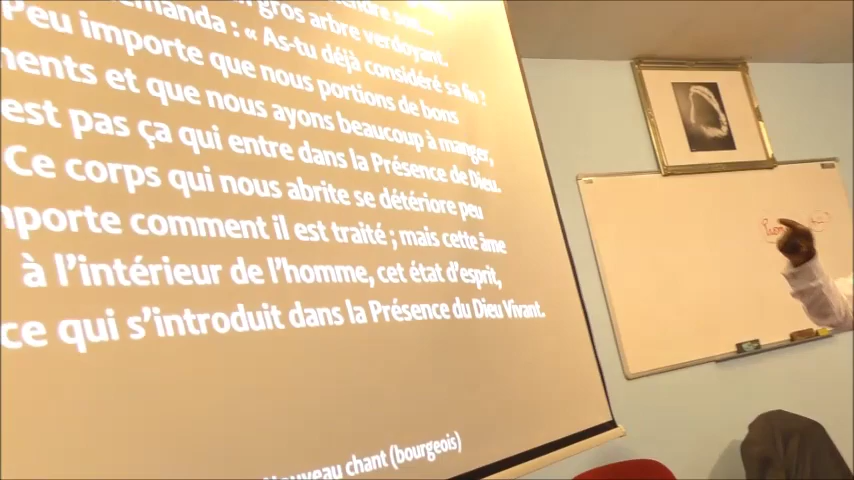 gros arbre verdoyant.
demanda : « As-tu déjà considéré sa fin ?
Peu importe que nous portions de bons
et que nous ayons beaucoup à manger,
est pas ça qui entre dans la Présence de Dieu.
Ce corps qui nous abrite se détériore peu
comment il est traité ; mais cette âme
à l'intérieur de l'homme, cet état d'esprit,
ce qui s'introduit dans la Présence du Dieu Vivant.
chant (bourgeois)